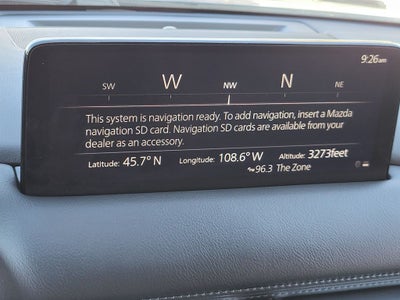 9:26AM
SW W NW N NE
This system is navigation ready. To add navigation, insert a Mazda
navigation SD card. Navigation SD cards are available from your
dealer as an accessory.
Latitude: 45.7° N Longitude: 108.6° W Altitude: 3273feet
96.3 The Zone